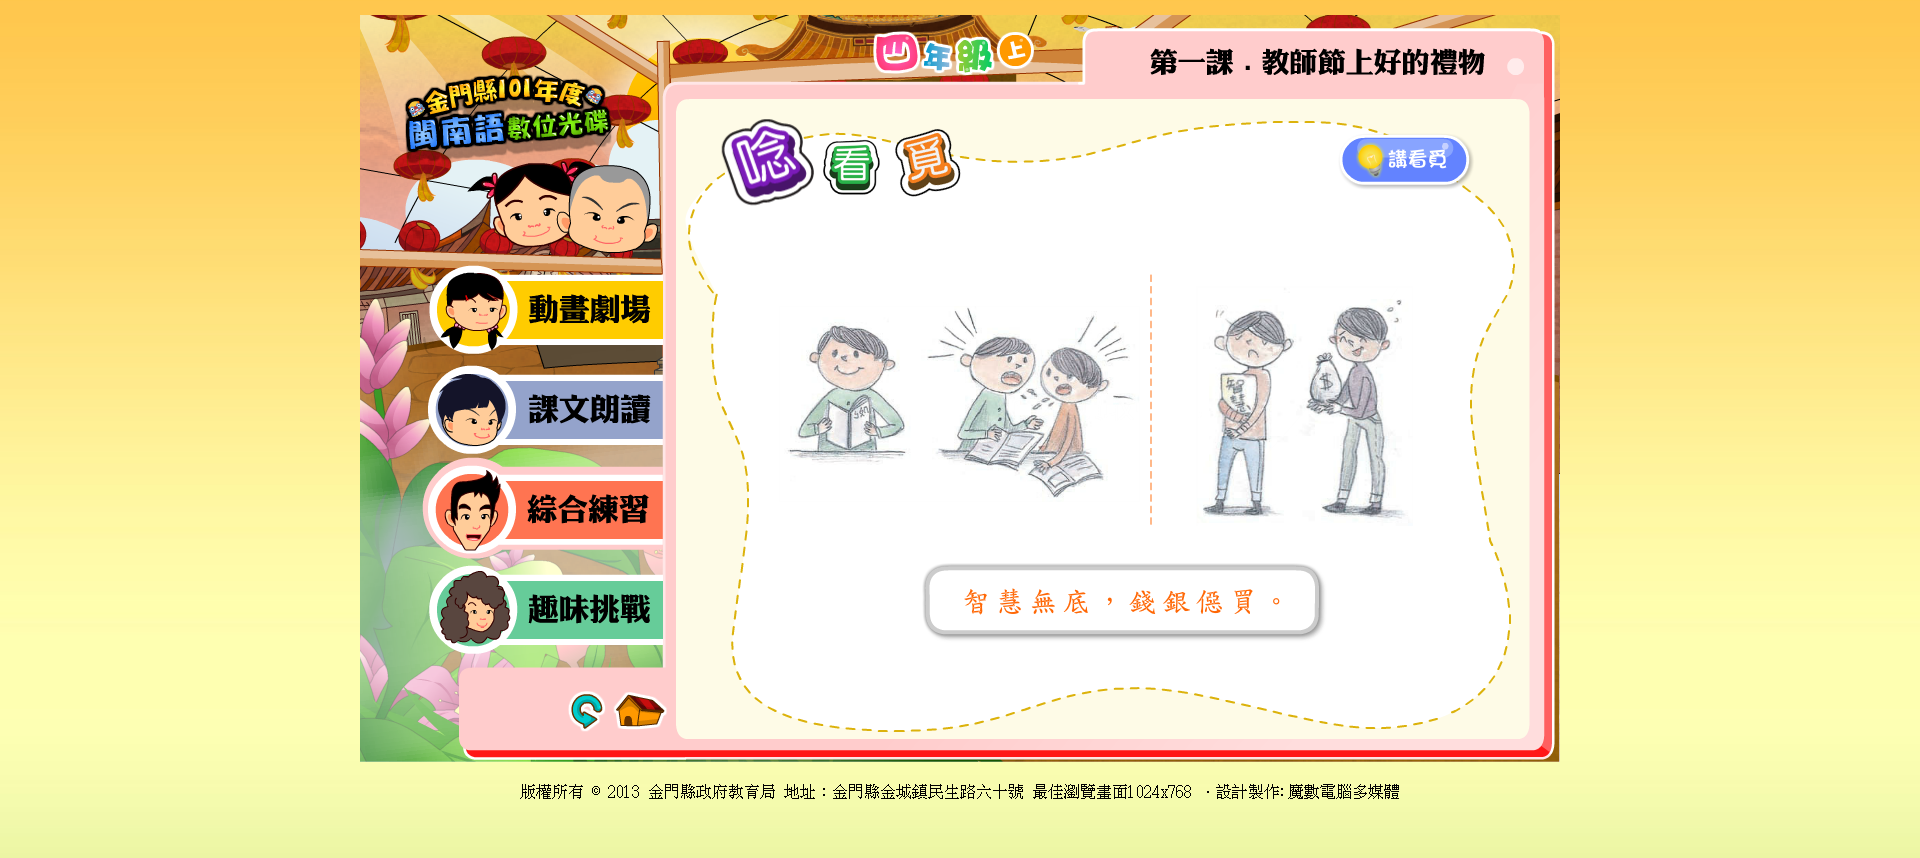 四年級上
第一課．教師節上好的禮物
金門縣101年度
閩南語數位光碟
唸看覓
講看覓
動畫劇場
課文朗讀
綜合練習
趣味挑戰
智慧
$
智慧無底，錢銀僫買。
版權所有 © 2013 金門縣政府教育局 地址：金門縣金城鎮民生路六十號 最佳瀏覽畫面1024x768 ‧設計製作: 魔數電腦多媒體